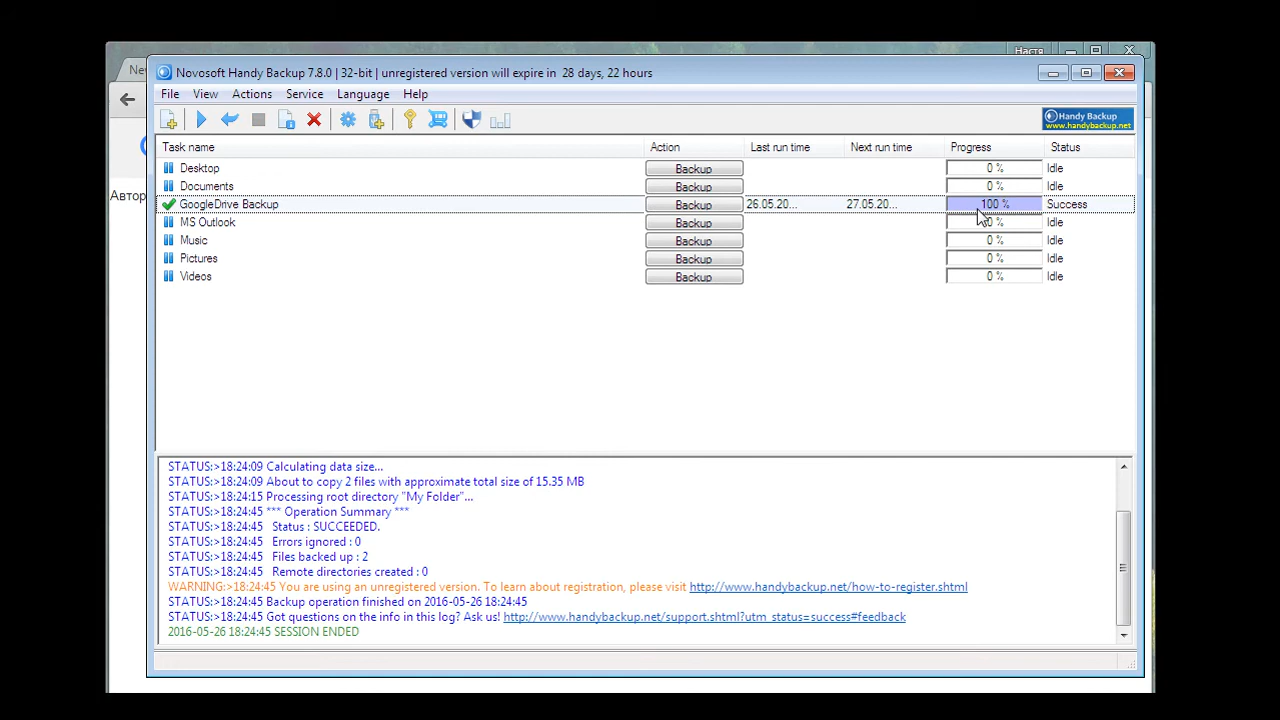 Настя
Ne
Автор
Novosoft Handy Backup 7.8.0 | 32-bit | unregistered version will expire in 28 days, 22 hours
File View Actions Service Language Help
Handy Backup
www.handybackup.net
Task name Action Last run time Next run time Progress Status
Desktop Backup 0 % Idle
Documents Backup 0 % Idle
GoogleDrive Backup Backup 26.05.20... 27.05.20... 100 % Success
MS Outlook Backup 0 % Idle
Music Backup 0 % Idle
Pictures Backup 0 % Idle
Videos Backup 0 % Idle
STATUS:>18:24:09 Calculating data size...
STATUS:>18:24:09 About to copy 2 files with approximate total size of 15.35 MB
STATUS:>18:24:15 Processing root directory "My Folder"...
STATUS:>18:24:45 *** Operation Summary ***
STATUS:>18:24:45 Status : SUCCEEDED.
STATUS:>18:24:45 Errors ignored : 0
STATUS:>18:24:45 Files backed up : 2
STATUS:>18:24:45 Remote directories created : 0
WARNING:>18:24:45 You are using an unregistered version. To learn about registration, please visit http://www.handybackup.net/how-to-register.shtml
STATUS:>18:24:45 Backup operation finished on 2016-05-26 18:24:45
STATUS:>18:24:45 Got questions on the info in this log? Ask us! http://www.handybackup.net/support.shtml?utm_status=success#feedback
2016-05-26 18:24:45 SESSION ENDED